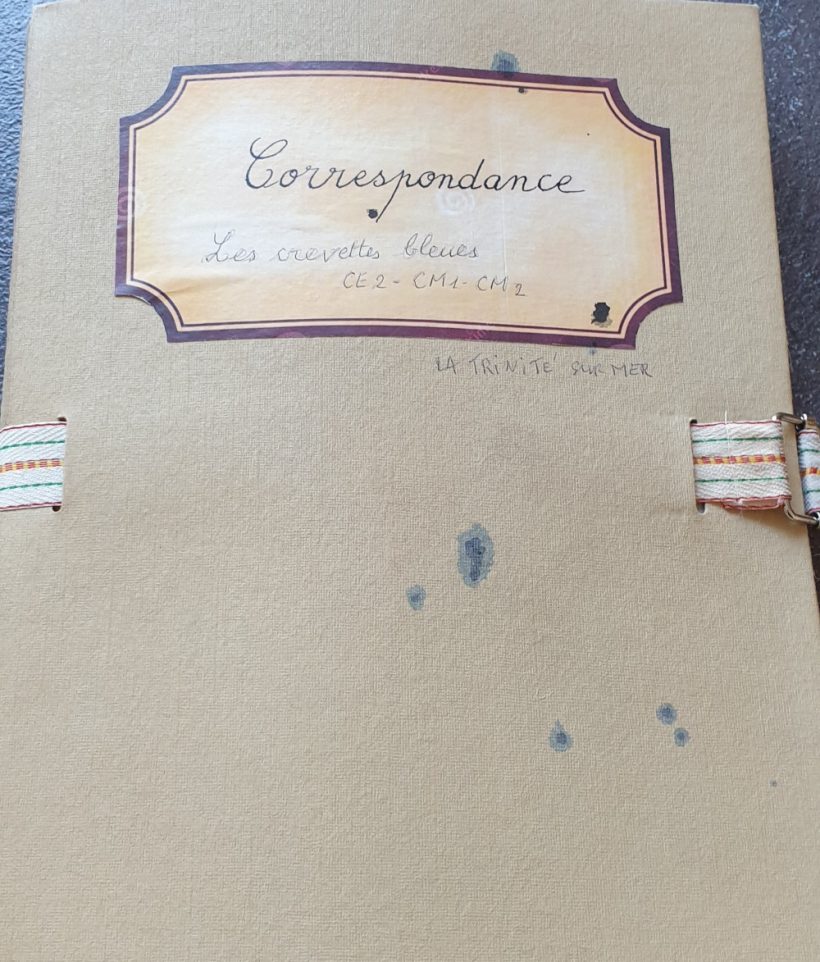 Correspondance
Les crevettes bleues
CE2 - CM1 - CM2
LA TRINITÉ SUR MER